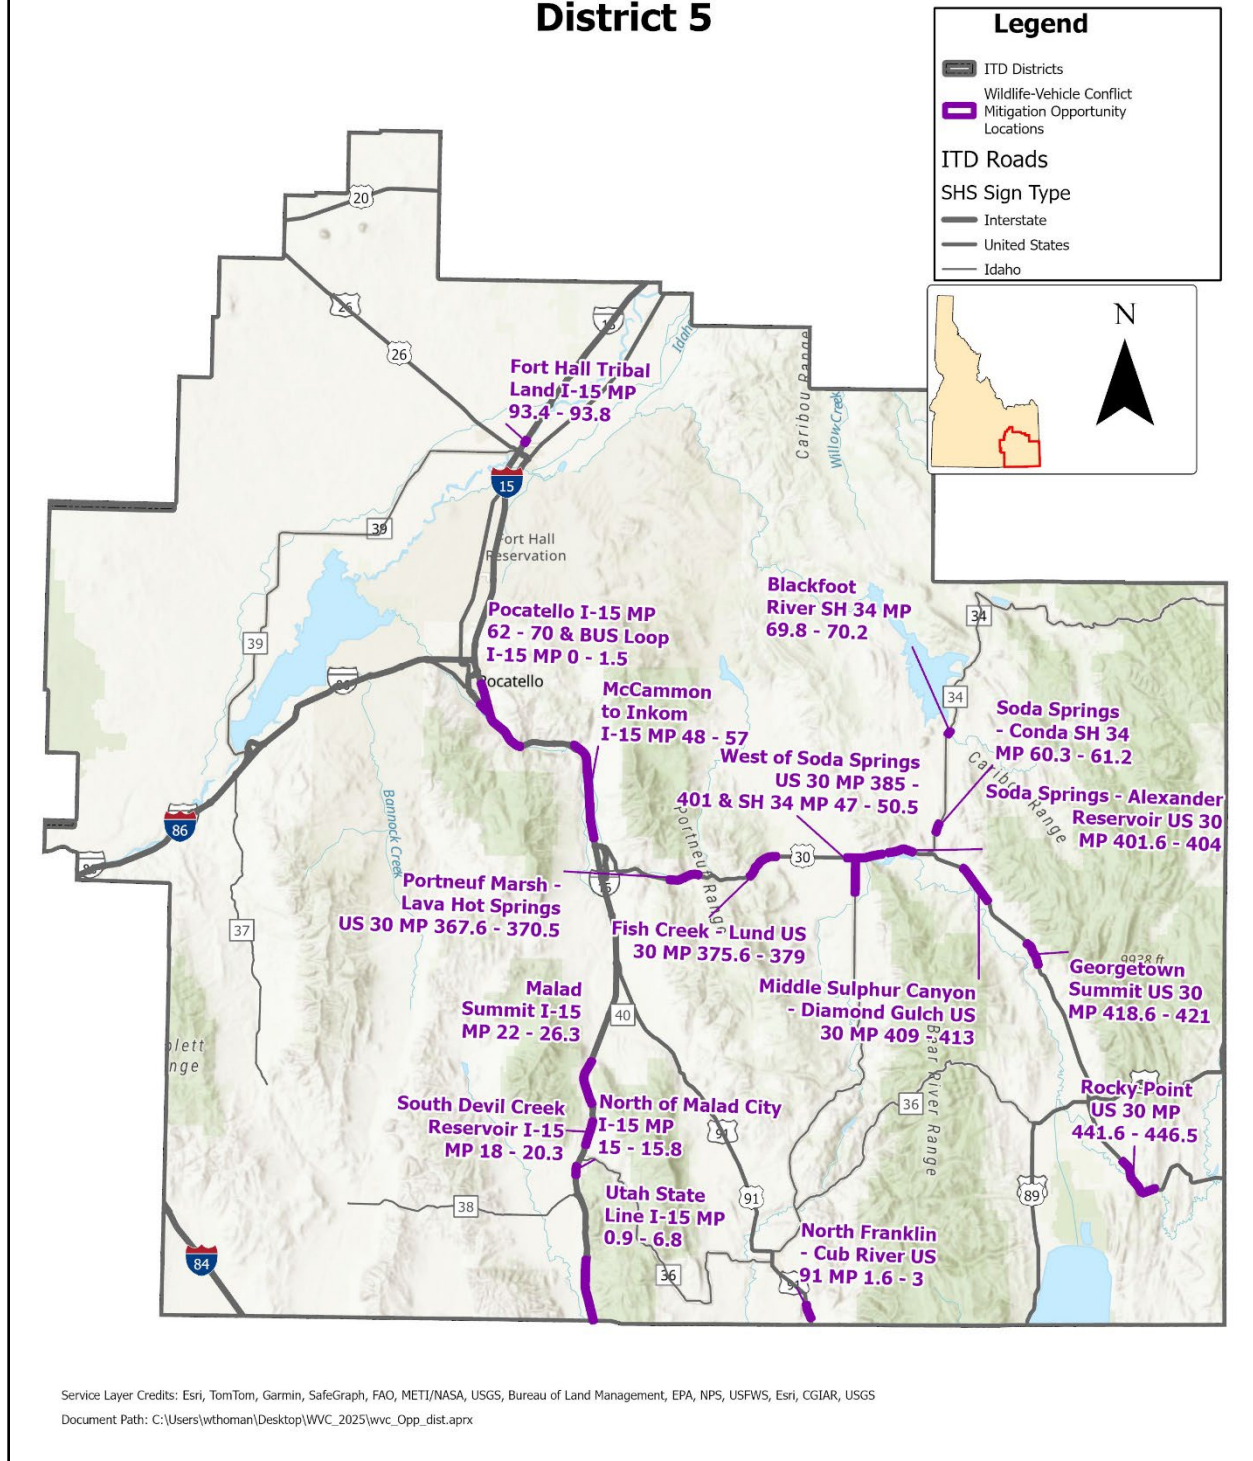 District 5
Legend
ITD Districts
Wildlife-Vehicle Conflict
Mitigation Opportunity
Locations
ITD Roads
SHS Sign Type
Interstate
United States
Idaho
N
20
26
26
15
Idaho
Caribou Range
Willow Creek
Fort Hall Tribal
Land I-15 MP
93.4 - 93.8
15
39
Fort Hall
Reservation
39
Blackfoot
River SH 34 MP
69.8 - 70.2
34
34
Pocatello I-15 MP
62 - 70 & BUS Loop
I-15 MP 0 - 1.5
86
Pocatello
McCammon
to Inkom
I-15 MP 48 - 57
Soda Springs
- Conda SH 34
MP 60.3 - 61.2
West of Soda Springs
US 30 MP 385 -
401 & SH 34 MP 47 - 50.5
Caribou Range
Soda Springs - Alexander
Reservoir US 30
MP 401.6 - 404
Bannock Creek
Portneuf Range
86
30
15
Portneuf Marsh -
Lava Hot Springs
US 30 MP 367.6 - 370.5
37
Fish Creek - Lund US
30 MP 375.6 - 379
9938 ft
Georgetown
Summit US 30
MP 418.6 - 421
Malad
Summit I-15
MP 22 - 26.3
40
Middle Sulphur Canyon
- Diamond Gulch US
30 MP 409 - 413
Bear River Range
36
Rocky Point
US 30 MP
441.6 - 446.5
South Devil Creek
Reservoir I-15
MP 18 - 20.3
North of Malad City
I-15 MP
15 - 15.8
91
91
89
38
Utah State
Line I-15 MP
0.9 - 6.8
36
North Franklin
- Cub River US
91 MP 1.6 - 3
91
84
Service Layer Credits: Esri, TomTom, Garmin, SafeGraph, FAO, METI/NASA, USGS, Bureau of Land Management, EPA, NPS, USFWS, Esri, CGIAR, USGS
Document Path: C:\Users\wthoman\Desktop\WVC_2025\wvc_Opp_dist.aprx